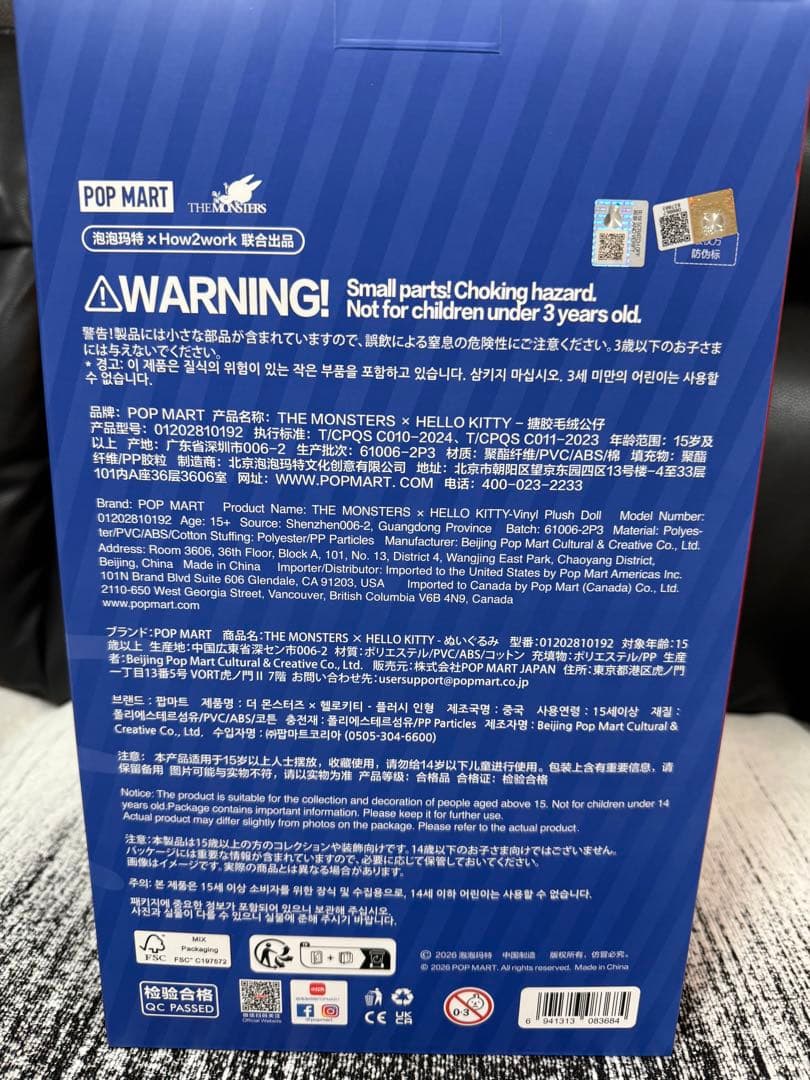 POP MART
THE MONSTERS
泡泡玛特 × How2work 联合出品
防伪标
WARNING! Small parts! Choking hazard.
Not for children under 3 years old.
警告!製品には小さな部品が含まれていますので、誤飲による窒息の危険性にご注意ください。3歳以下のお子さま
には与えないでください。
* 경고: 이 제품은 질식의 위험이 있는 작은 부품을 포함하고 있습니다. 삼키지 마십시오. 3세 미만의 어린이는 사용할
수 없습니다.
品牌: POP MART 产品名称: THE MONSTERS × HELLO KITTY - 搪胶毛绒公仔
产品型号: 01202810192 执行标准: T/CPQS C010-2024、T/CPQS C011-2023 年龄范围: 15岁及
以上 产地: 广东省深圳市006-2 生产批次: 61006-2P3 材质: 聚酯纤维/PVC/ABS/棉 填充物: 聚酯
纤维/PP胶粒 制造商: 北京泡泡玛特文化创意有限公司 地址: 北京市朝阳区望京东园四区13号楼-4至33层
101内A座36层3606室 网址: WWW.POPMART.COM 电话: 400-023-2233
Brand: POP MART Product Name: THE MONSTERS × HELLO KITTY-Vinyl Plush Doll Model Number:
01202810192 Age: 15+ Source: Shenzhen006-2, Guangdong Province Batch: 61006-2P3 Material: Polyes-
ter/PVC/ABS/Cotton Stuffing: Polyester/PP Particles Manufacturer: Beijing Pop Mart Cultural & Creative Co., Ltd.
Address: Room 3606, 36th Floor, Block A, 101, No. 13, District 4, Wangjing East Park, Chaoyang District,
Beijing, China Made in China Importer/Distributor: Imported to the United States by Pop Mart Americas Inc.
101N Brand Blvd Suite 606 Glendale, CA 91203, USA Imported to Canada by Pop Mart (Canada) Co., Ltd.
2110-650 West Georgia Street, Vancouver, British Columbia V6B 4N9, Canada
www.popmart.com
ブランド:POP MART 商品名:THE MONSTERS × HELLO KITTY - ぬいぐるみ 型番:01202810192 対象年齢:15
歳以上 生産地:中国広東省深セン市006-2 材質:ポリエステル/PVC/ABS/コットン 充填物:ポリエステル/PP 生産
者:Beijing Pop Mart Cultural & Creative Co., Ltd. 販売元:株式会社POP MART JAPAN 住所:東京都港区虎ノ門
一丁目13番5号 VORT虎ノ門Ⅱ 7階 お問い合わせ先:usersupport@popmart.co.jp
브랜드 : 팝마트 제품명 : 더 몬스터즈 × 헬로키티 - 플러시 인형 제조국명 : 중국 사용연령 : 15세이상 재질 :
폴리에스테르섬유/PVC/ABS/코튼 충전재 : 폴리에스테르섬유/PP Particles 제조자명 : Beijing Pop Mart Cultural &
Creative Co., Ltd. 수입자명 : ㈜팝마트코리아 (0505-304-6600)
注意: 本产品适用于15岁以上人士摆放，收藏使用，请勿给14岁以下儿童进行使用。包装上含有重要信息，请
保留备用 图片可能与实物不符，请以实物为准 产品等级: 合格品 合格证: 检验合格
Notice: The product is suitable for the collection and decoration of people aged above 15. Not for children under 14
years old.Package contains important information. Please keep it for further use.
Actual product may differ slightly from photos on the package. Please refer to the actual product.
注意:本製品は15歳以上の方のコレクションや装飾向けです。14歳以下のお子さま向けではございません。
パッケージには重要な情報が含まれていますので、必要に応じて保管しておいてください。
画像はイメージです。実際の商品とは異なる場合があります。
주의: 본 제품은 15세 이상 소비자를 위한 장식 및 수집용으로, 14세 이하 어린이는 사용할 수 없습니다.
패키지에 중요한 정보가 포함되어 있으니 보관해 주십시오.
사진과 실물이 다를 수 있으니 실물에 준해 주시기 바랍니다.
MIX
Packaging
FSC
FSC™ C197672
© 2026 泡泡玛特 中国制造 版权所有，仿冒必究。
© 2026 POP MART. All rights reserved. Made in China
检验合格
QC PASSED
微信扫码关注
Official Website
@popmart
CE
UK CA
0-3
6 941313 083684